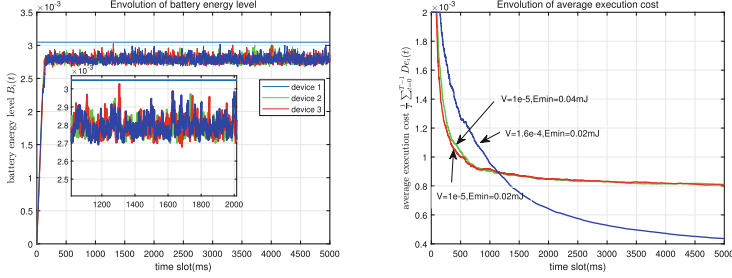 Envolution of battery energy level
3.5 ×10⁻³
3
2.5
2
1.5
1
0.5
0
0 500 1000 1500 2000 2500 3000 3500 4000 4500 5000
time slot(ms)
battary energy level Bᵢ(t)
×10⁻³
3
2.9
2.8
2.7
2.6
2.5
1200 1400 1600 1800 2000
device 1
device 2
device 3
Envolution of average execution cost
2 ×10⁻³
1.8
1.6
1.4
1.2
1
0.8
0.6
0.4
0 500 1000 1500 2000 2500 3000 3500 4000 4500 5000
time slot(ms)
average execution cost 1/T ∑ₜ₌₀ᵀ⁻¹ Dcᵢ(t)
V=1e-5,Emin=0.04mJ
V=1.6e-4,Emin=0.02mJ
V=1e-5,Emin=0.02mJ